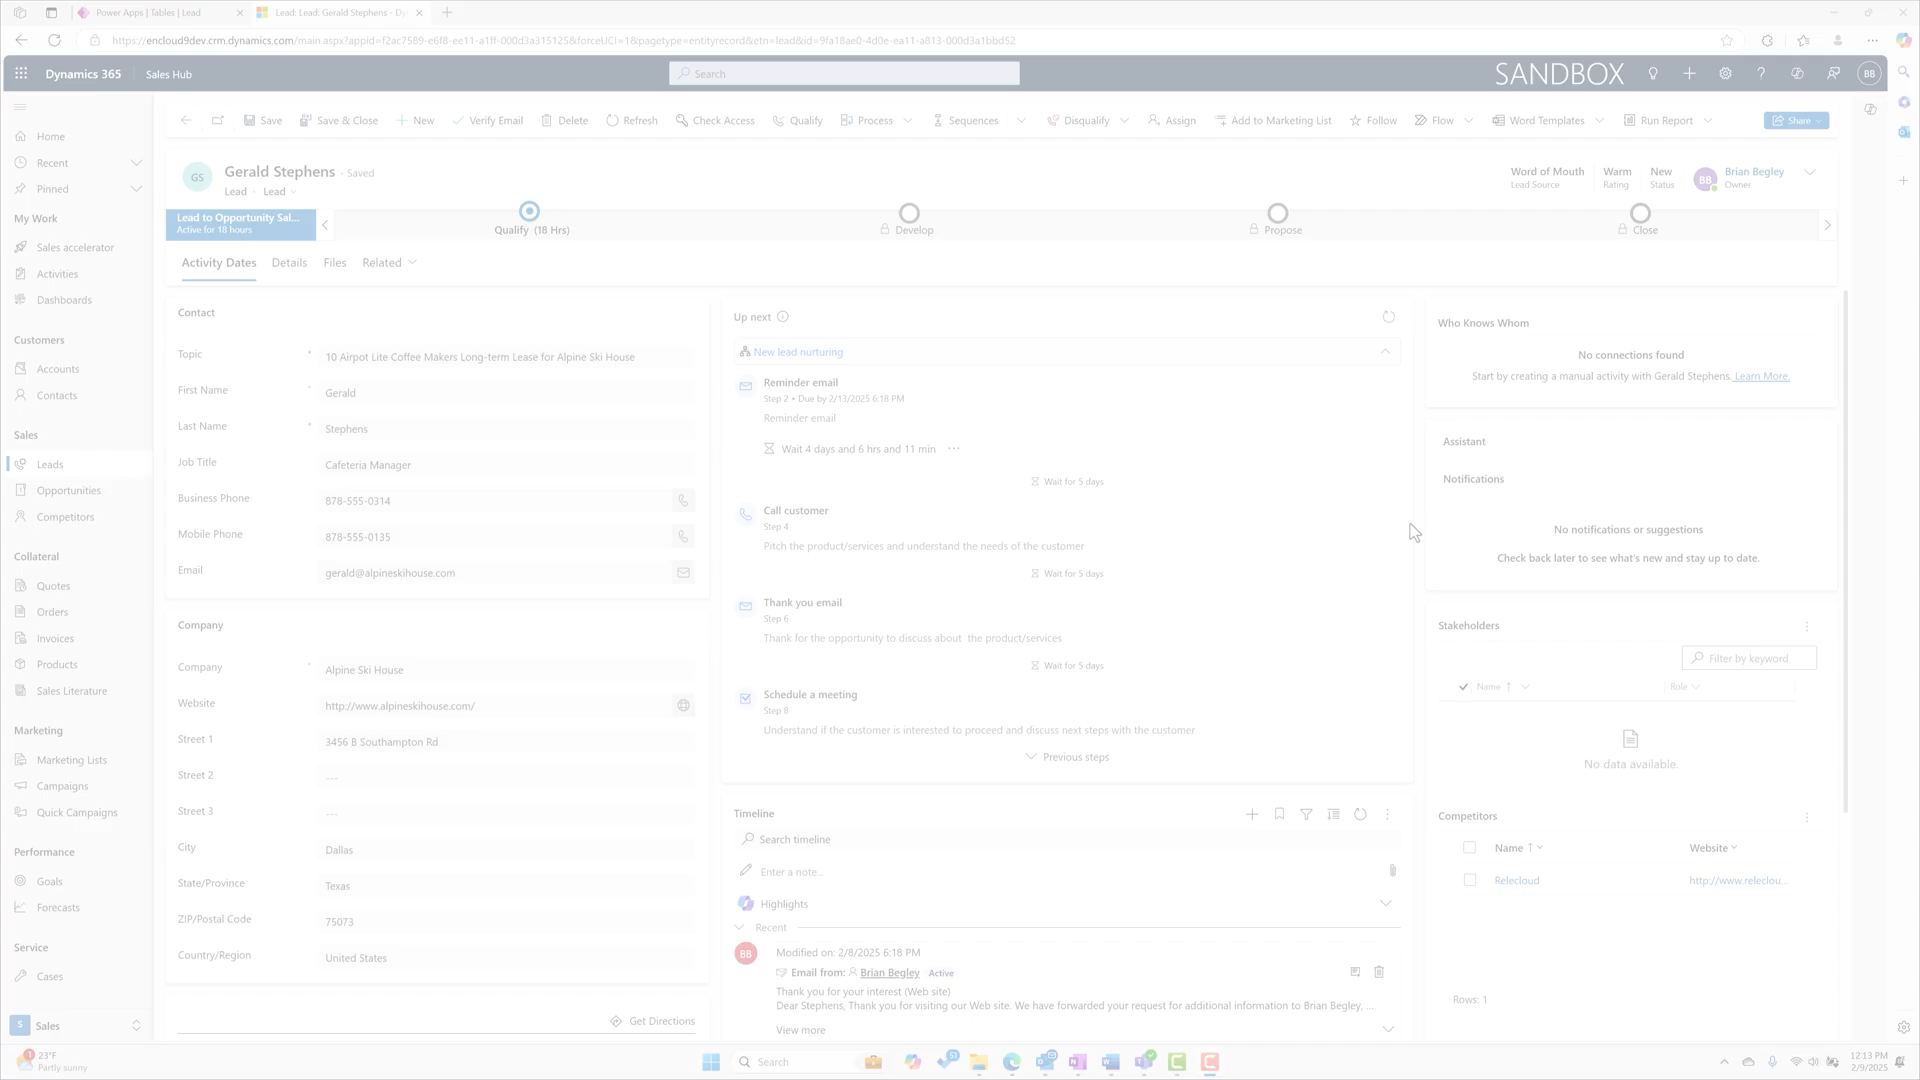 Power Apps | Tables | Lead
Lead: Lead: Gerald Stephens - Dy
https://encloud9dev.crm.dynamics.com/main.aspx?appid=f2ac7589-e6f8-ee11-a1ff-000d3a315125&forceUCI=1&pagetype=entityrecord&etn=lead&id=9fa18ae0-4d0e-ea11-a813-000d3a1bbd52
Dynamics 365
Sales Hub
Search
SANDBOX
BB
Save
Save & Close
New
Verify Email
Delete
Refresh
Check Access
Qualify
Process
Sequences
Disqualify
Assign
Add to Marketing List
Follow
Flow
Word Templates
Run Report
Share
Home
Recent
Pinned
My Work
Sales accelerator
Activities
Dashboards
Customers
Accounts
Contacts
Sales
Leads
Opportunities
Competitors
Collateral
Quotes
Orders
Invoices
Products
Sales Literature
Marketing
Marketing Lists
Campaigns
Quick Campaigns
Performance
Goals
Forecasts
Service
Cases
S
Sales
GS
Gerald Stephens - Saved
Lead · Lead
Word of Mouth
Lead Source
Warm
Rating
New
Status
BB
Brian Begley
Owner
Lead to Opportunity Sal...
Active for 18 hours
Qualify (18 Hrs)
Develop
Propose
Close
Activity Dates
Details
Files
Related
Contact
Topic * 10 Airpot Lite Coffee Makers Long-term Lease for Alpine Ski House
First Name Gerald
Last Name * Stephens
Job Title Cafeteria Manager
Business Phone 878-555-0314
Mobile Phone 878-555-0135
Email gerald@alpineskihouse.com
Company
Company Alpine Ski House
Website http://www.alpineskihouse.com/
Street 1 3456 B Southampton Rd
Street 2 ---
Street 3 ---
City Dallas
State/Province Texas
ZIP/Postal Code 75073
Country/Region United States
Get Directions
Up next
New lead nurturing
Reminder email
Step 2 • Due by 2/13/2025 6:18 PM
Reminder email
Wait 4 days and 6 hrs and 11 min ···
Wait for 5 days
Call customer
Step 4
Pitch the product/services and understand the needs of the customer
Wait for 5 days
Thank you email
Step 6
Thank for the opportunity to discuss about the product/services
Wait for 5 days
Schedule a meeting
Step 8
Understand if the customer is interested to proceed and discuss next steps with the customer
Previous steps
Timeline
Search timeline
Enter a note...
Highlights
Recent
BB
Modified on: 2/8/2025 6:18 PM
Email from: Brian Begley Active
Thank you for your interest (Web site)
Dear Stephens, Thank you for visiting our Web site. We have forwarded your request for additional information to Brian Begley, ...
View more
Who Knows Whom
No connections found
Start by creating a manual activity with Gerald Stephens. Learn More.
Assistant
Notifications
No notifications or suggestions
Check back later to see what's new and stay up to date.
Stakeholders
Filter by keyword
Name ↑
Role
No data available.
Competitors
Name ↑
Website
Relecloud
http://www.releclou...
Rows: 1
1
23°F
Partly sunny
Search
51
12:13 PM
2/9/2025